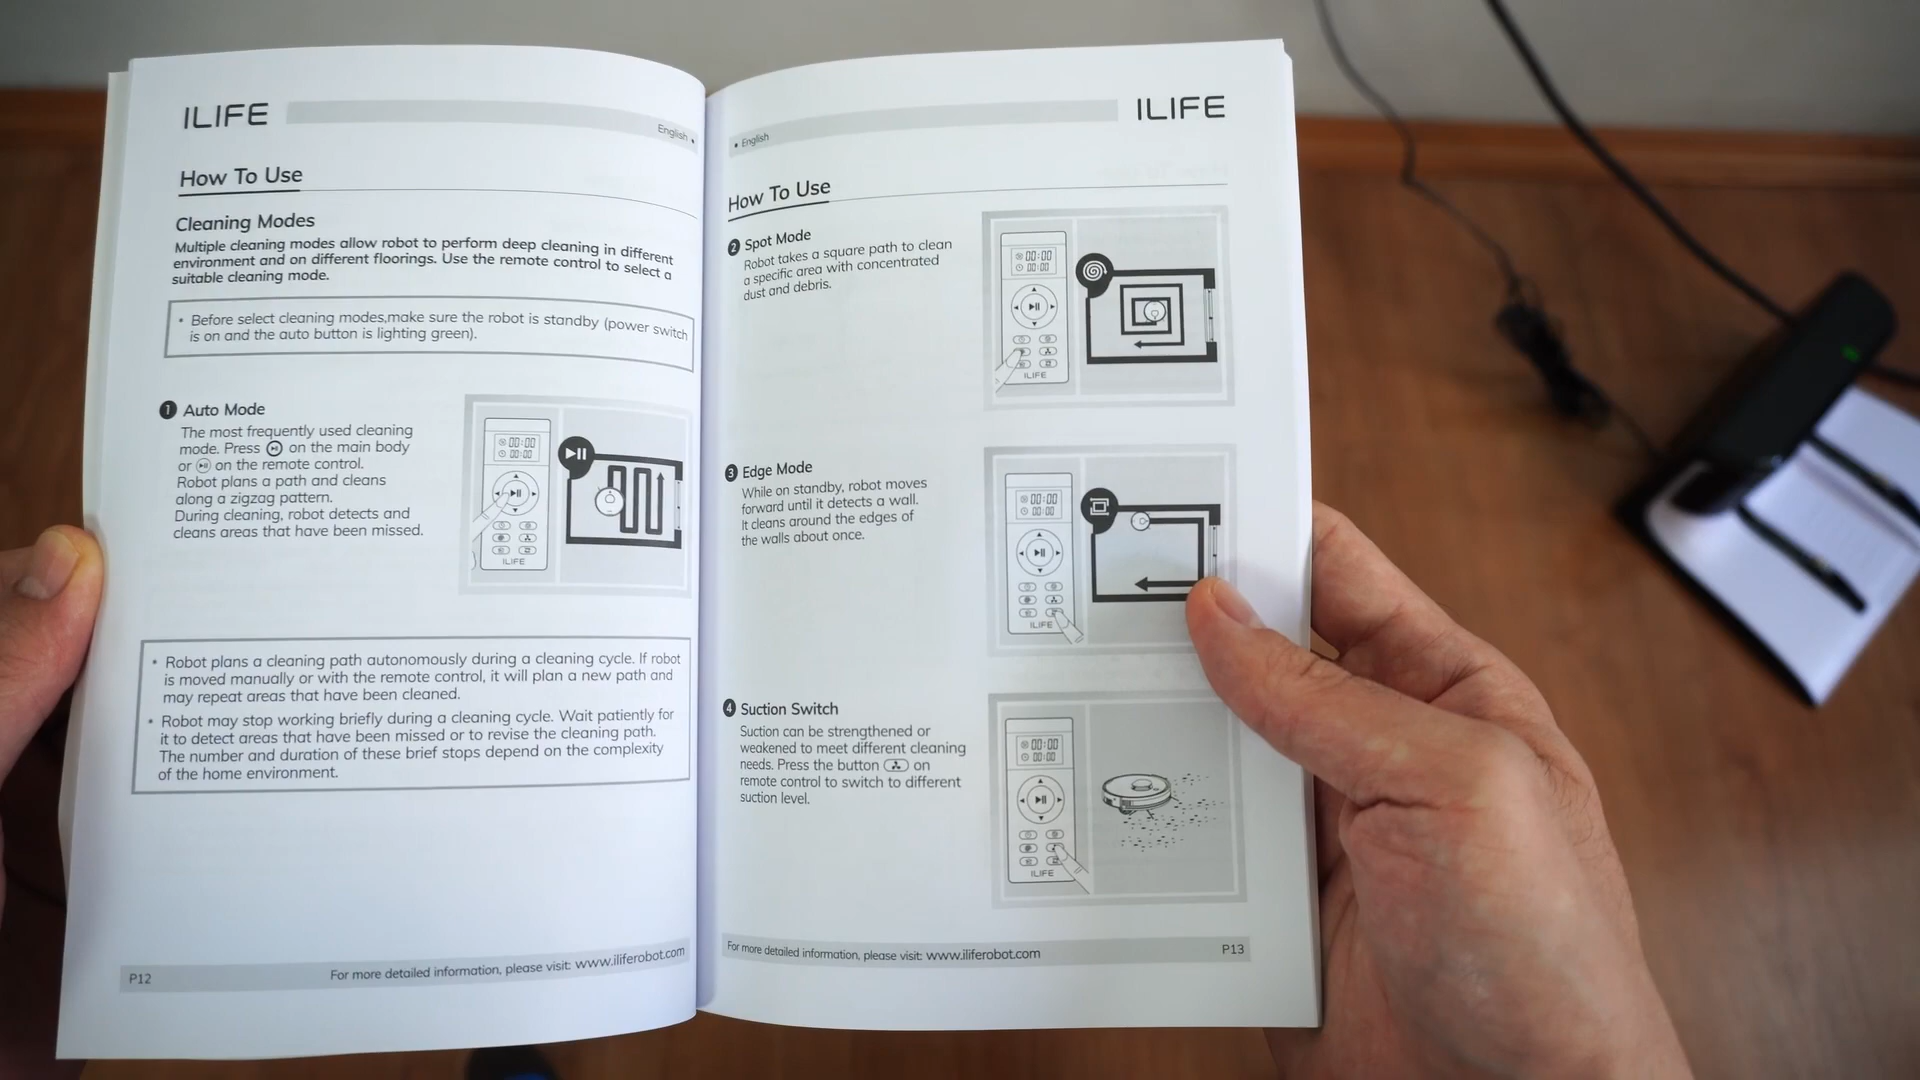 ILIFE
English •
How To Use
Cleaning Modes
Multiple cleaning modes allow robot to perform deep cleaning in different
environment and on different floorings. Use the remote control to select a
suitable cleaning mode.
• Before select cleaning modes,make sure the robot is standby (power switch
is on and the auto button is lighting green).
1 Auto Mode
The most frequently used cleaning
mode. Press on the main body
or on the remote control.
Robot plans a path and cleans
along a zigzag pattern.
During cleaning, robot detects and
cleans areas that have been missed.
00:00
00:00
ILIFE
• Robot plans a cleaning path autonomously during a cleaning cycle. If robot
is moved manually or with the remote control, it will plan a new path and
may repeat areas that have been cleaned.
• Robot may stop working briefly during a cleaning cycle. Wait patiently for
it to detect areas that have been missed or to revise the cleaning path.
The number and duration of these brief stops depend on the complexity
of the home environment.
P12
For more detailed information, please visit: www.iliferobot.com
ILIFE
• English
How To Use
2 Spot Mode
Robot takes a square path to clean
a specific area with concentrated
dust and debris.
00:00
00:00
ILIFE
3 Edge Mode
While on standby, robot moves
forward until it detects a wall.
It cleans around the edges of
the walls about once.
00:00
00:00
ILIFE
4 Suction Switch
Suction can be strengthened or
weakened to meet different cleaning
needs. Press the button on
remote control to switch to different
suction level.
00:00
00:00
ILIFE
For more detailed information, please visit: www.iliferobot.com
P13